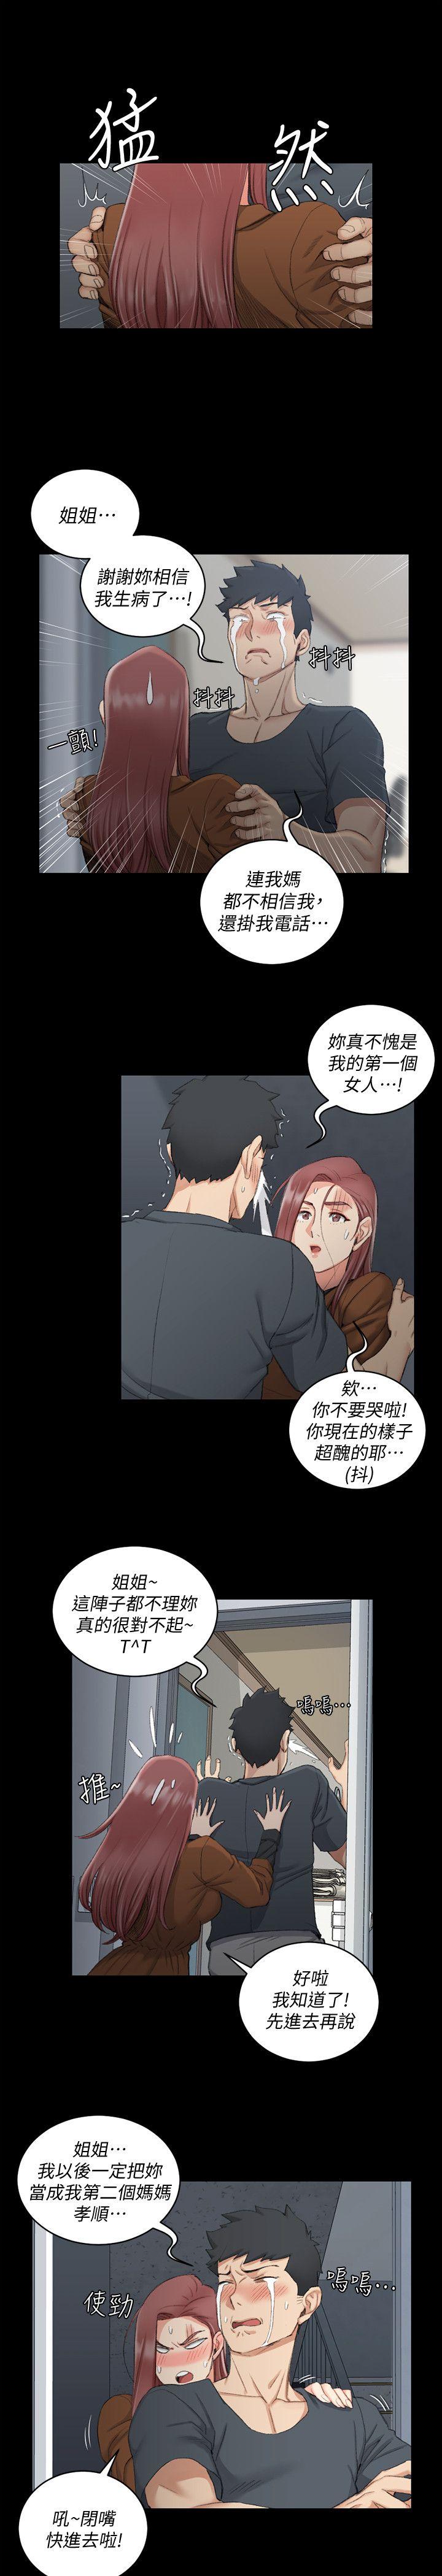 猛
然
姐姐…
謝謝妳相信
我生病了…!
抖抖
抖抖
一顫!
連我媽
都不相信我，
還掛我電話…
妳真不愧是
我的第一個
女人…!
欸…
你不要哭啦!
你現在的樣子
超醜的耶…
(抖)
姐姐~
這陣子都不理妳
真的很對不起~
T^T
嗚嗚…
推~
好啦
我知道了!
先進去再說
姐姐…
我以後一定把妳
當成我第二個媽媽
孝順…
嗚嗚…
使勁
吼~閉嘴
快進去啦!